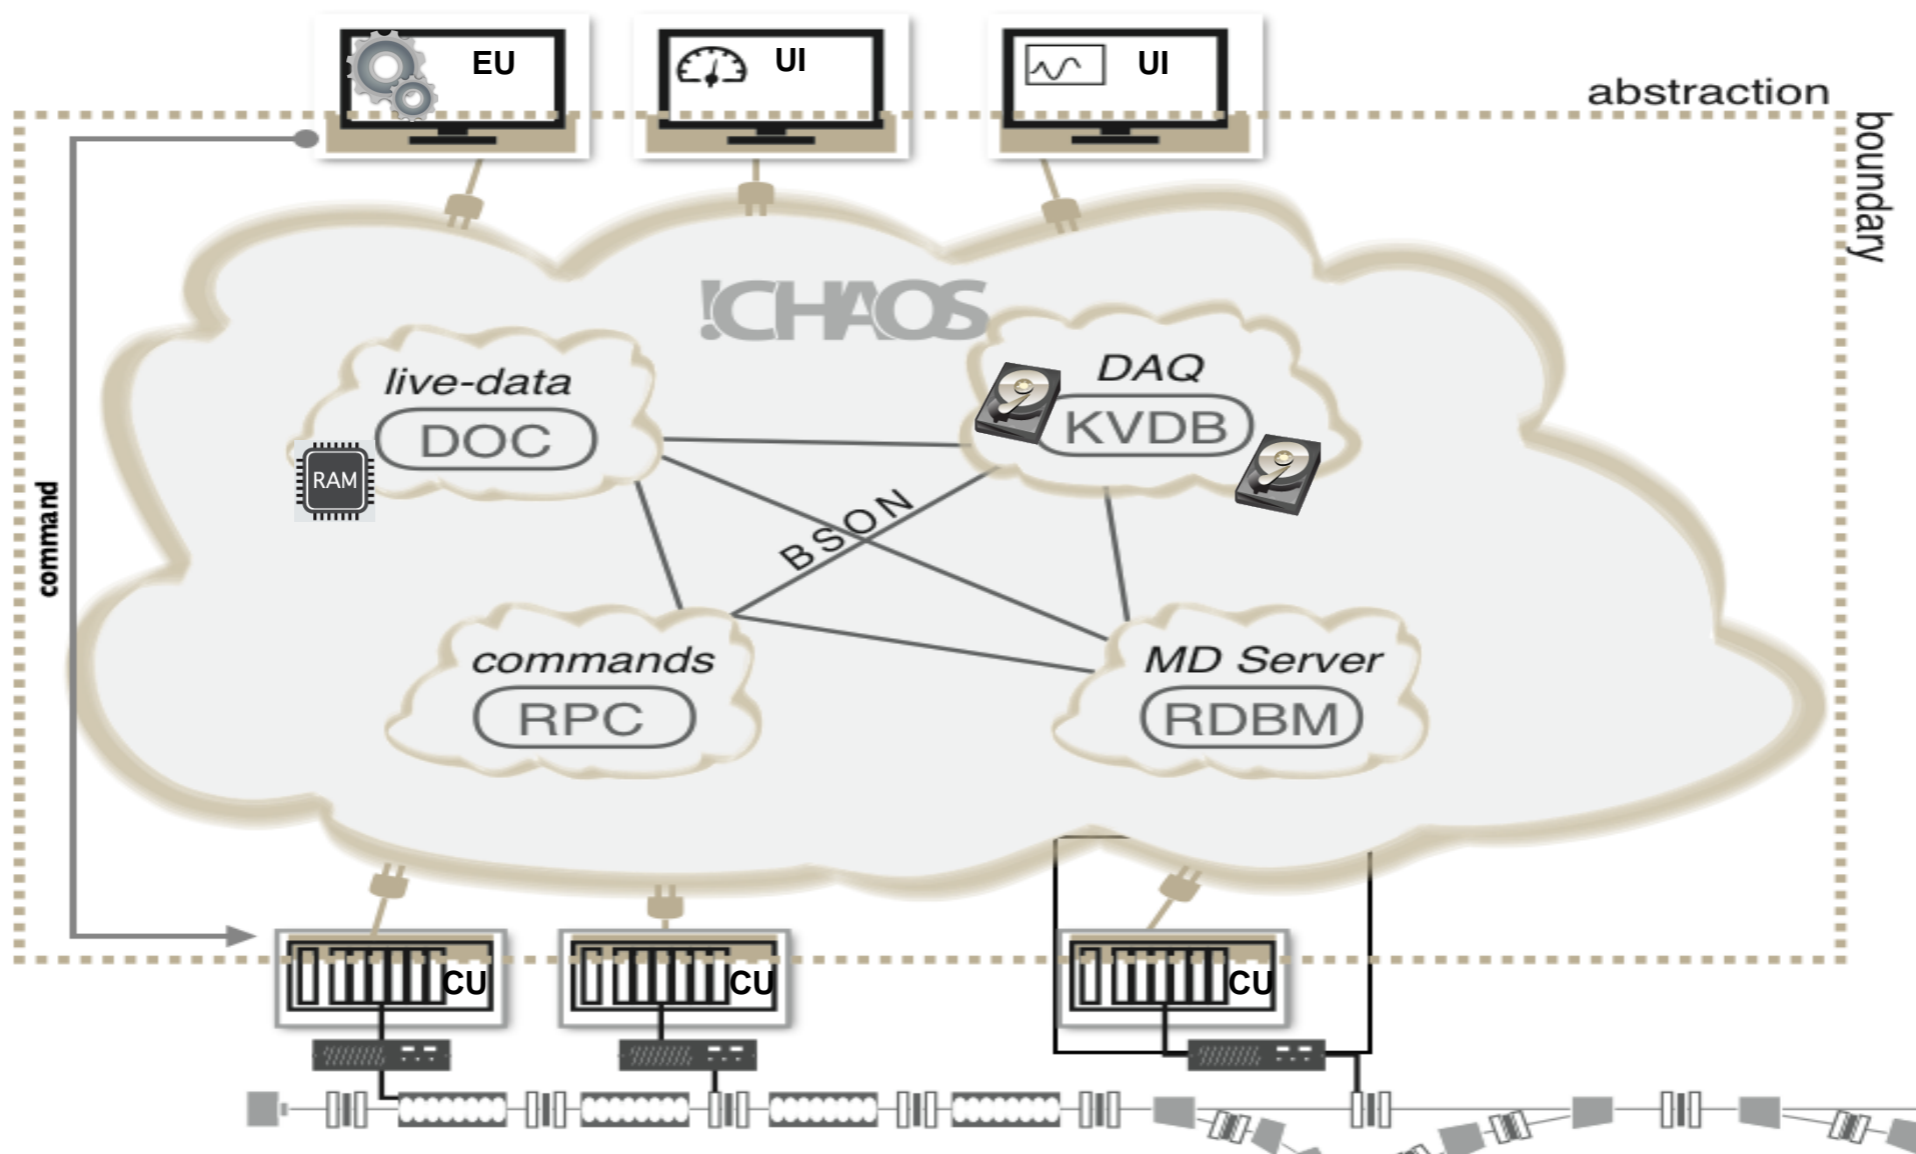 EU
UI
UI
abstraction
boundary
!CHAOS
live-data
DOC
RAM
DAQ
KVDB
BSON
command
commands
RPC
MD Server
RDBM
CU
CU
CU